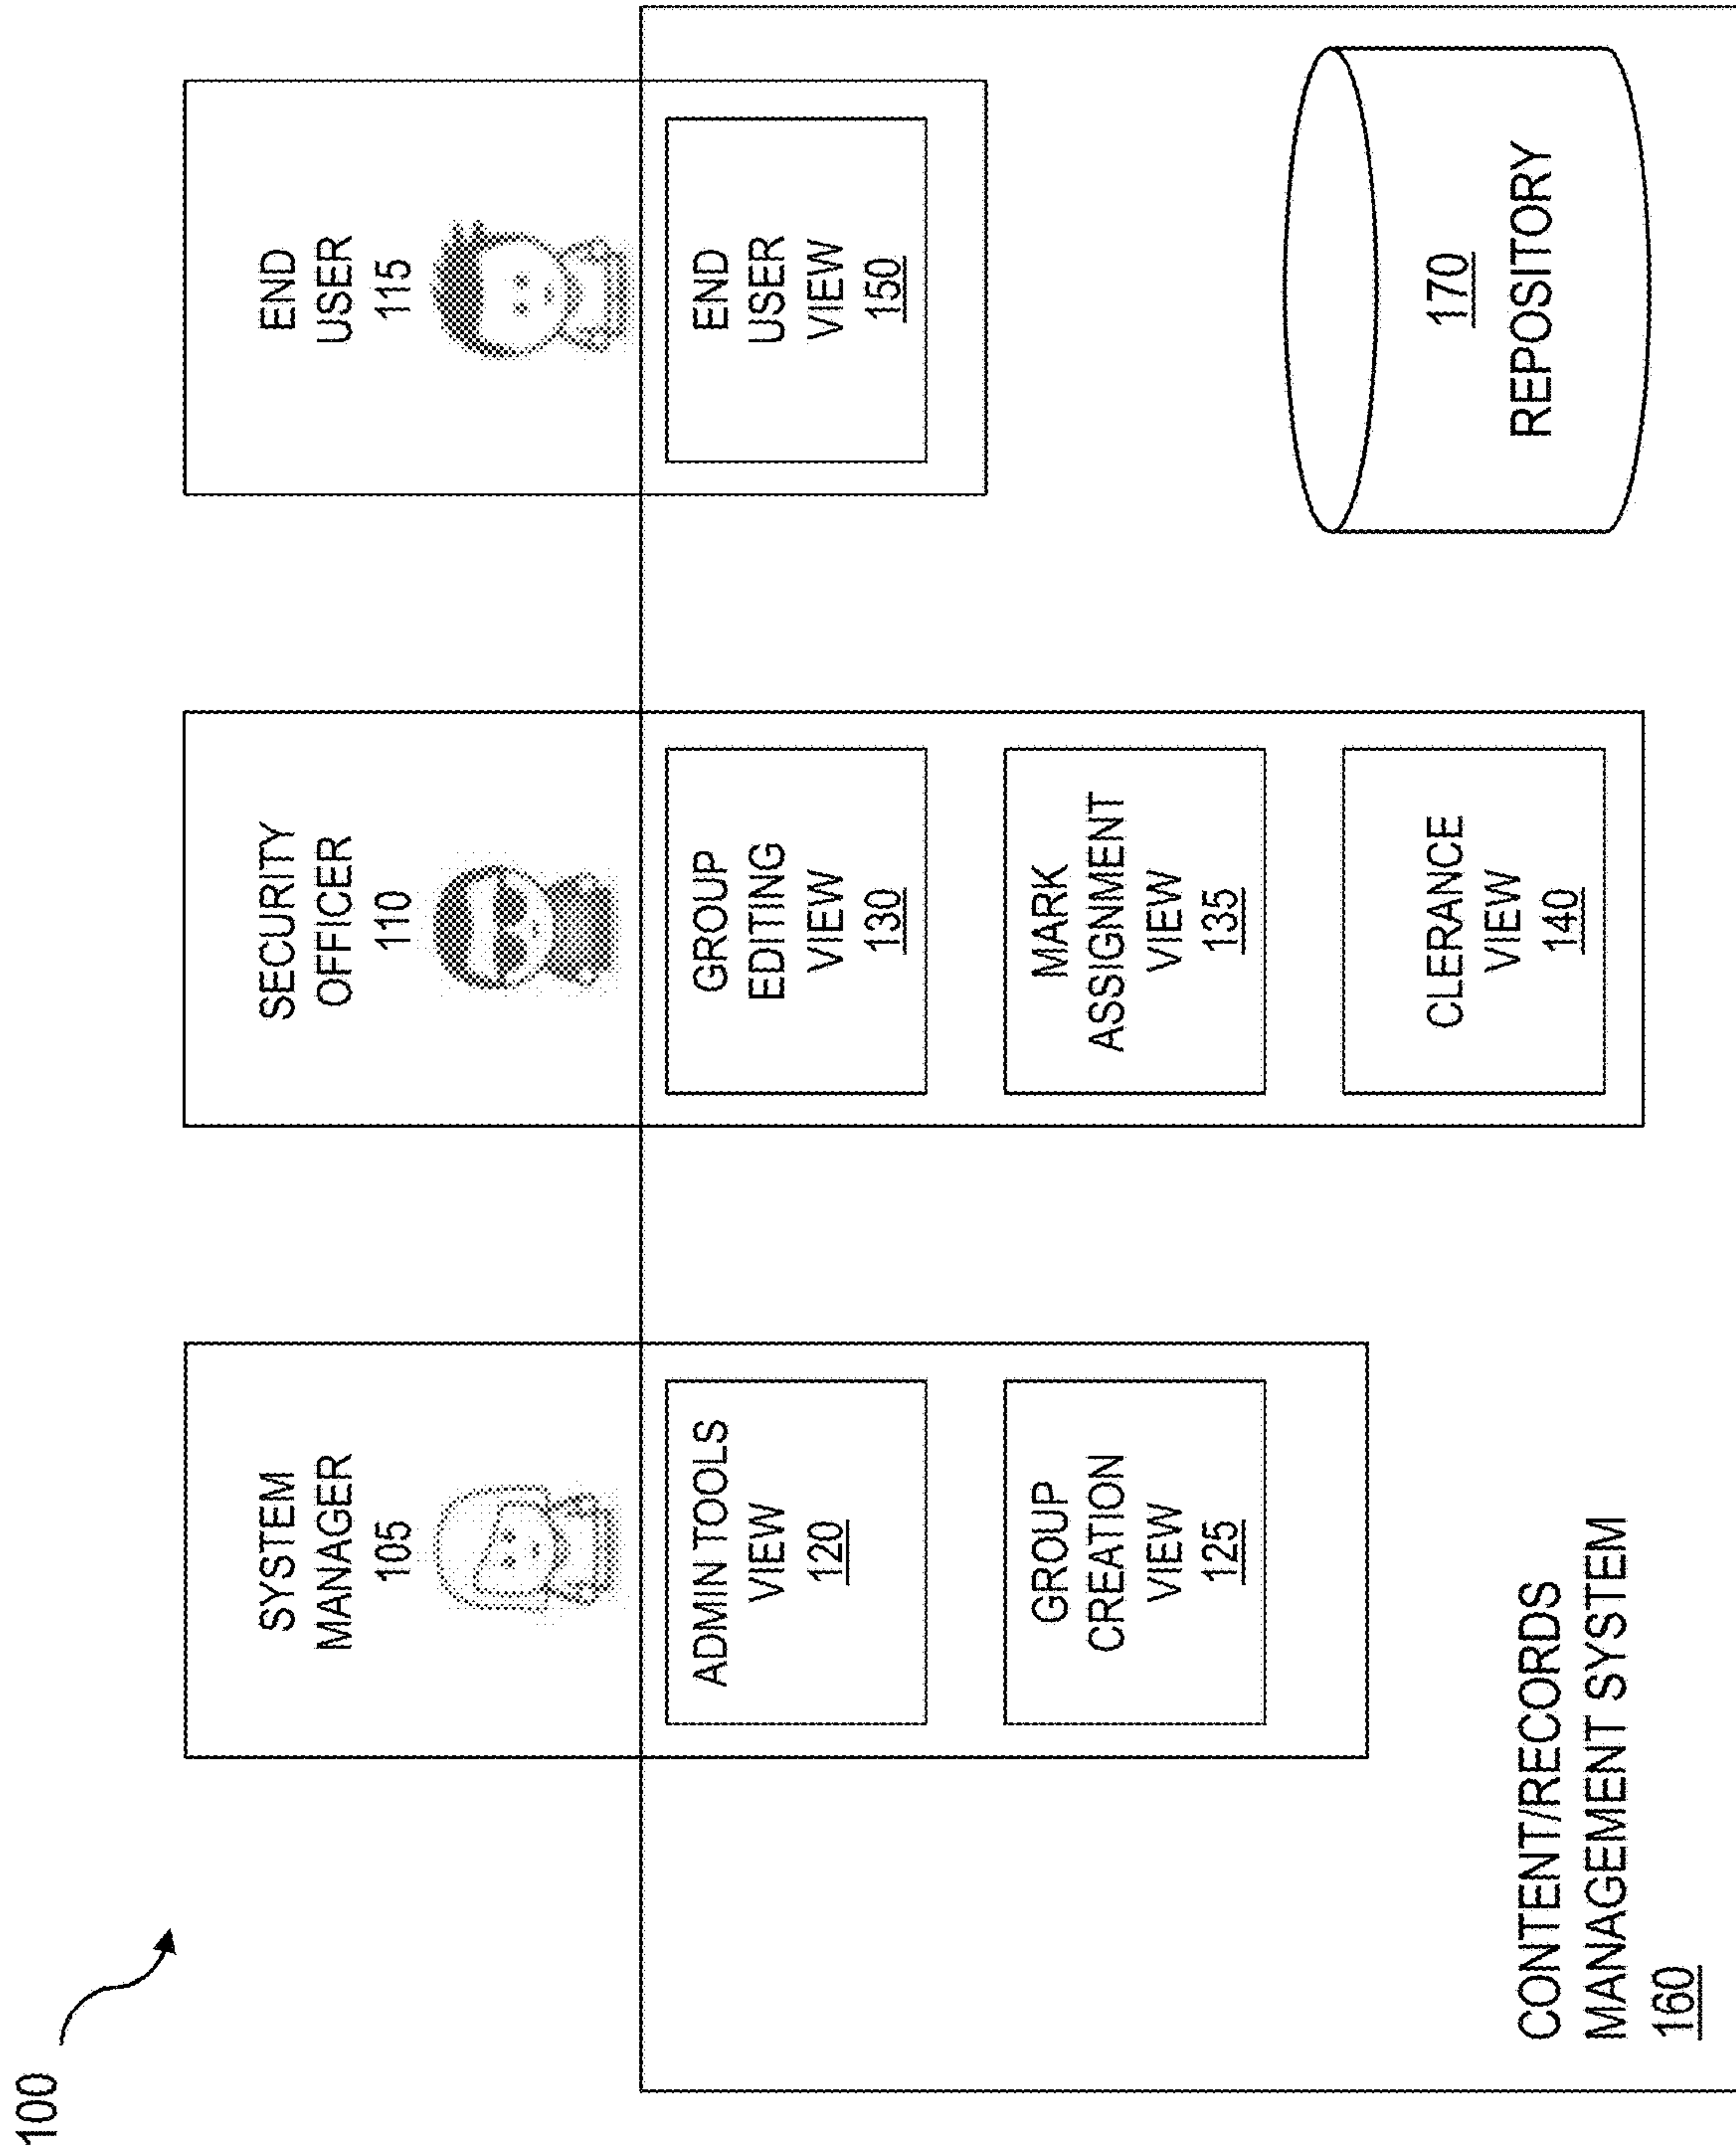 100
SYSTEM
MANAGER
105
ADMIN TOOLS
VIEW
120
GROUP
CREATION
VIEW
125
SECURITY
OFFICER
110
GROUP
EDITING
VIEW
130
MARK
ASSIGNMENT
VIEW
135
CLERANCE
VIEW
140
END
USER
115
END
USER
VIEW
150
170
REPOSITORY
CONTENT/RECORDS
MANAGEMENT SYSTEM
160